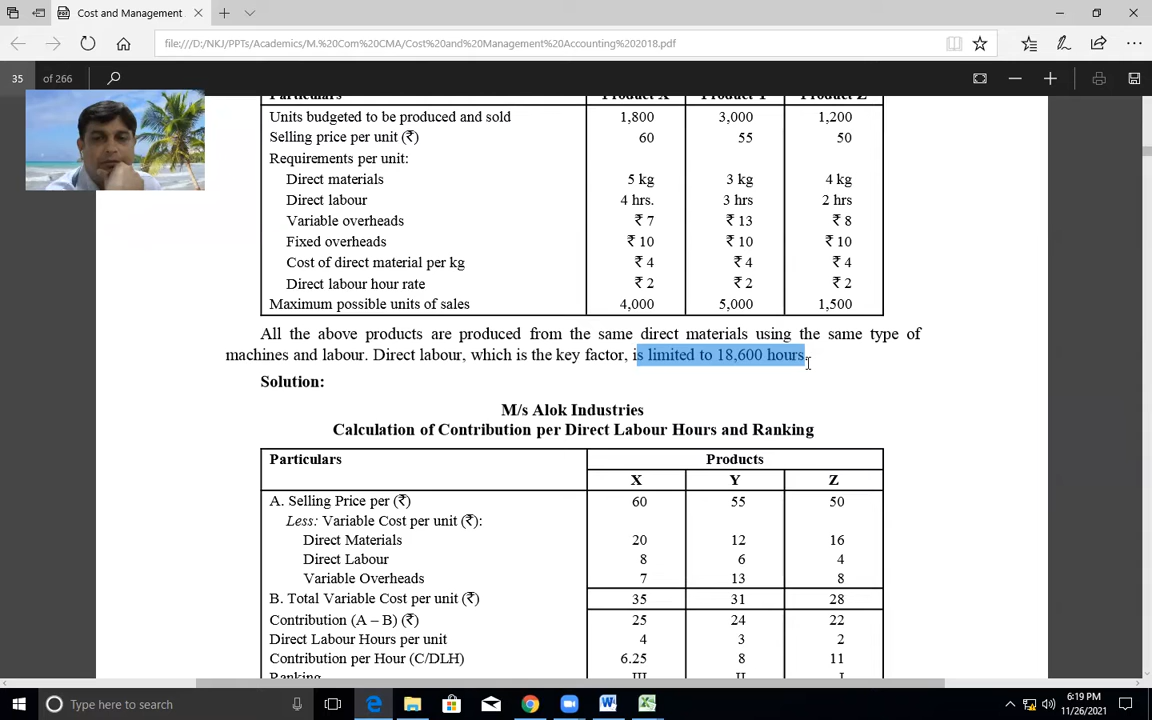 Cost and Management
file:///D:/NKJ/PPTs/Academics/M.%20Com%20CMA/Cost%20and%20Management%20Accounting%202018.pdf
35 of 266
Particulars Product X Product Y Product Z
Units budgeted to be produced and sold 1,800 3,000 1,200
Selling price per unit (₹) 60 55 50
Requirements per unit:
Direct materials 5 kg 3 kg 4 kg
Direct labour 4 hrs. 3 hrs 2 hrs
Variable overheads ₹ 7 ₹ 13 ₹ 8
Fixed overheads ₹ 10 ₹ 10 ₹ 10
Cost of direct material per kg ₹ 4 ₹ 4 ₹ 4
Direct labour hour rate ₹ 2 ₹ 2 ₹ 2
Maximum possible units of sales 4,000 5,000 1,500
All the above products are produced from the same direct materials using the same type of
machines and labour. Direct labour, which is the key factor, is limited to 18,600 hours.
Solution:
M/s Alok Industries
Calculation of Contribution per Direct Labour Hours and Ranking
Particulars Products
X Y Z
A. Selling Price per (₹) 60 55 50
Less: Variable Cost per unit (₹):
Direct Materials 20 12 16
Direct Labour 8 6 4
Variable Overheads 7 13 8
B. Total Variable Cost per unit (₹) 35 31 28
Contribution (A – B) (₹) 25 24 22
Direct Labour Hours per unit 4 3 2
Contribution per Hour (C/DLH) 6.25 8 11
Ranking III II I
Type here to search
6:19 PM
11/26/2021